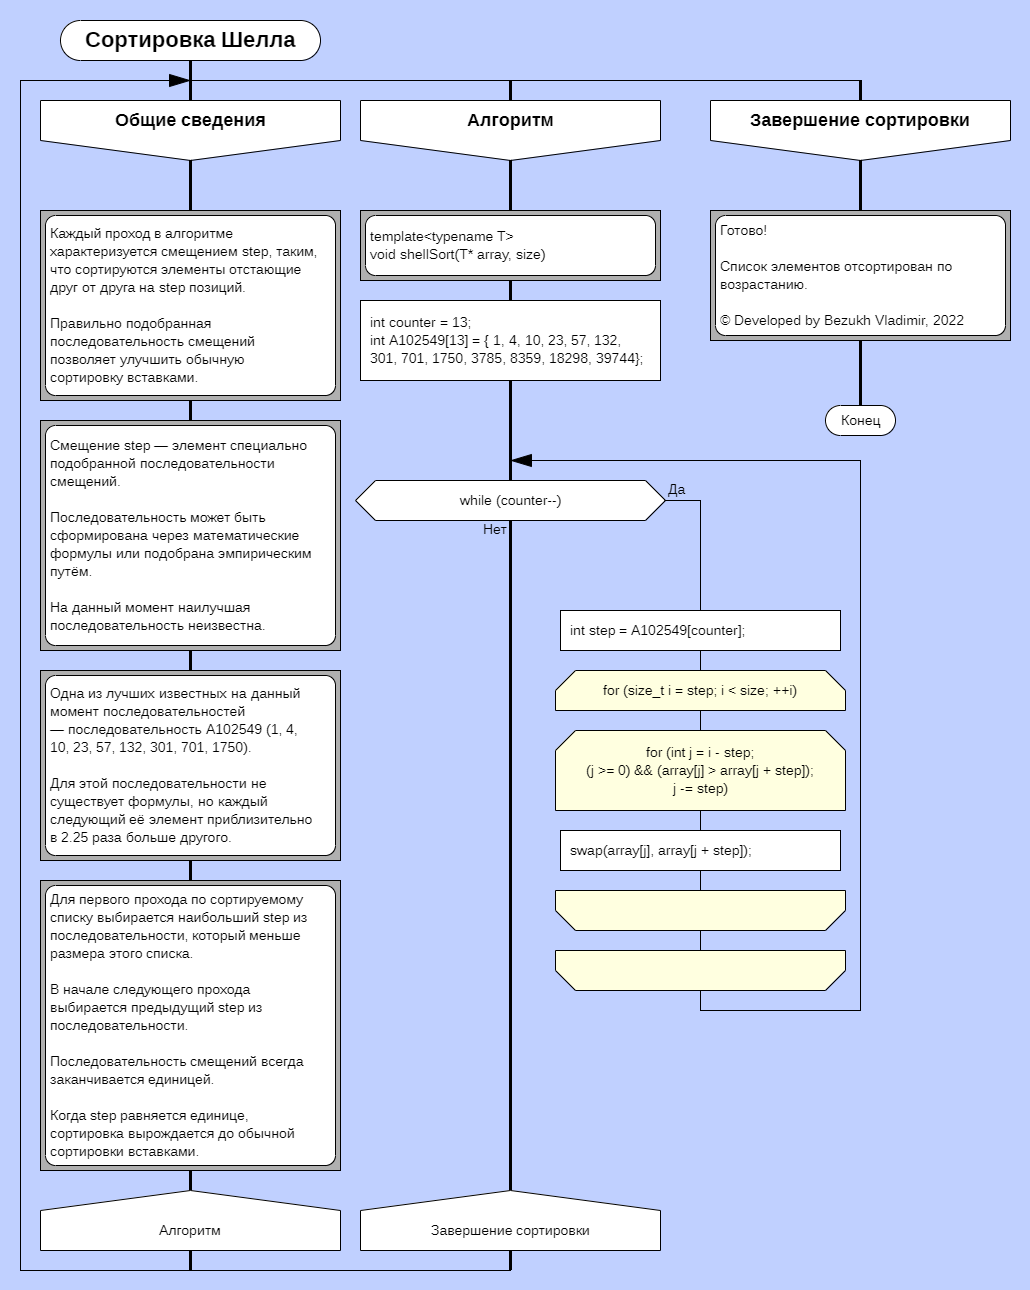 Сортировка Шелла
Общие сведения
Каждый проход в алгоритме
характеризуется смещением step, таким,
что сортируются элементы отстающие
друг от друга на step позиций.
Правильно подобранная
последовательность смещений
позволяет улучшить обычную
сортировку вставками.
Смещение step — элемент специально
подобранной последовательности
смещений.
Последовательность может быть
сформирована через математические
формулы или подобрана эмпирическим
путём.
На данный момент наилучшая
последовательность неизвестна.
Одна из лучших известных на данный
момент последовательностей
— последовательность A102549 (1, 4,
10, 23, 57, 132, 301, 701, 1750).
Для этой последовательности не
существует формулы, но каждый
следующий её элемент приблизительно
в 2.25 раза больше другого.
Для первого прохода по сортируемому
списку выбирается наибольший step из
последовательности, который меньше
размера этого списка.
В начале следующего прохода
выбирается предыдущий step из
последовательности.
Последовательность смещений всегда
заканчивается единицей.
Когда step равняется единице,
сортировка вырождается до обычной
сортировки вставками.
Алгоритм
Алгоритм
template<typename T>
void shellSort(T* array, size)
int counter = 13;
int A102549[13] = { 1, 4, 10, 23, 57, 132,
301, 701, 1750, 3785, 8359, 18298, 39744};
while (counter--)
Да
Нет
int step = A102549[counter];
for (size_t i = step; i < size; ++i)
for (int j = i - step;
(j >= 0) && (array[j] > array[j + step]);
j -= step)
swap(array[j], array[j + step]);
Завершение сортировки
Завершение сортировки
Готово!
Список элементов отсортирован по
возрастанию.
© Developed by Bezukh Vladimir, 2022
Конец